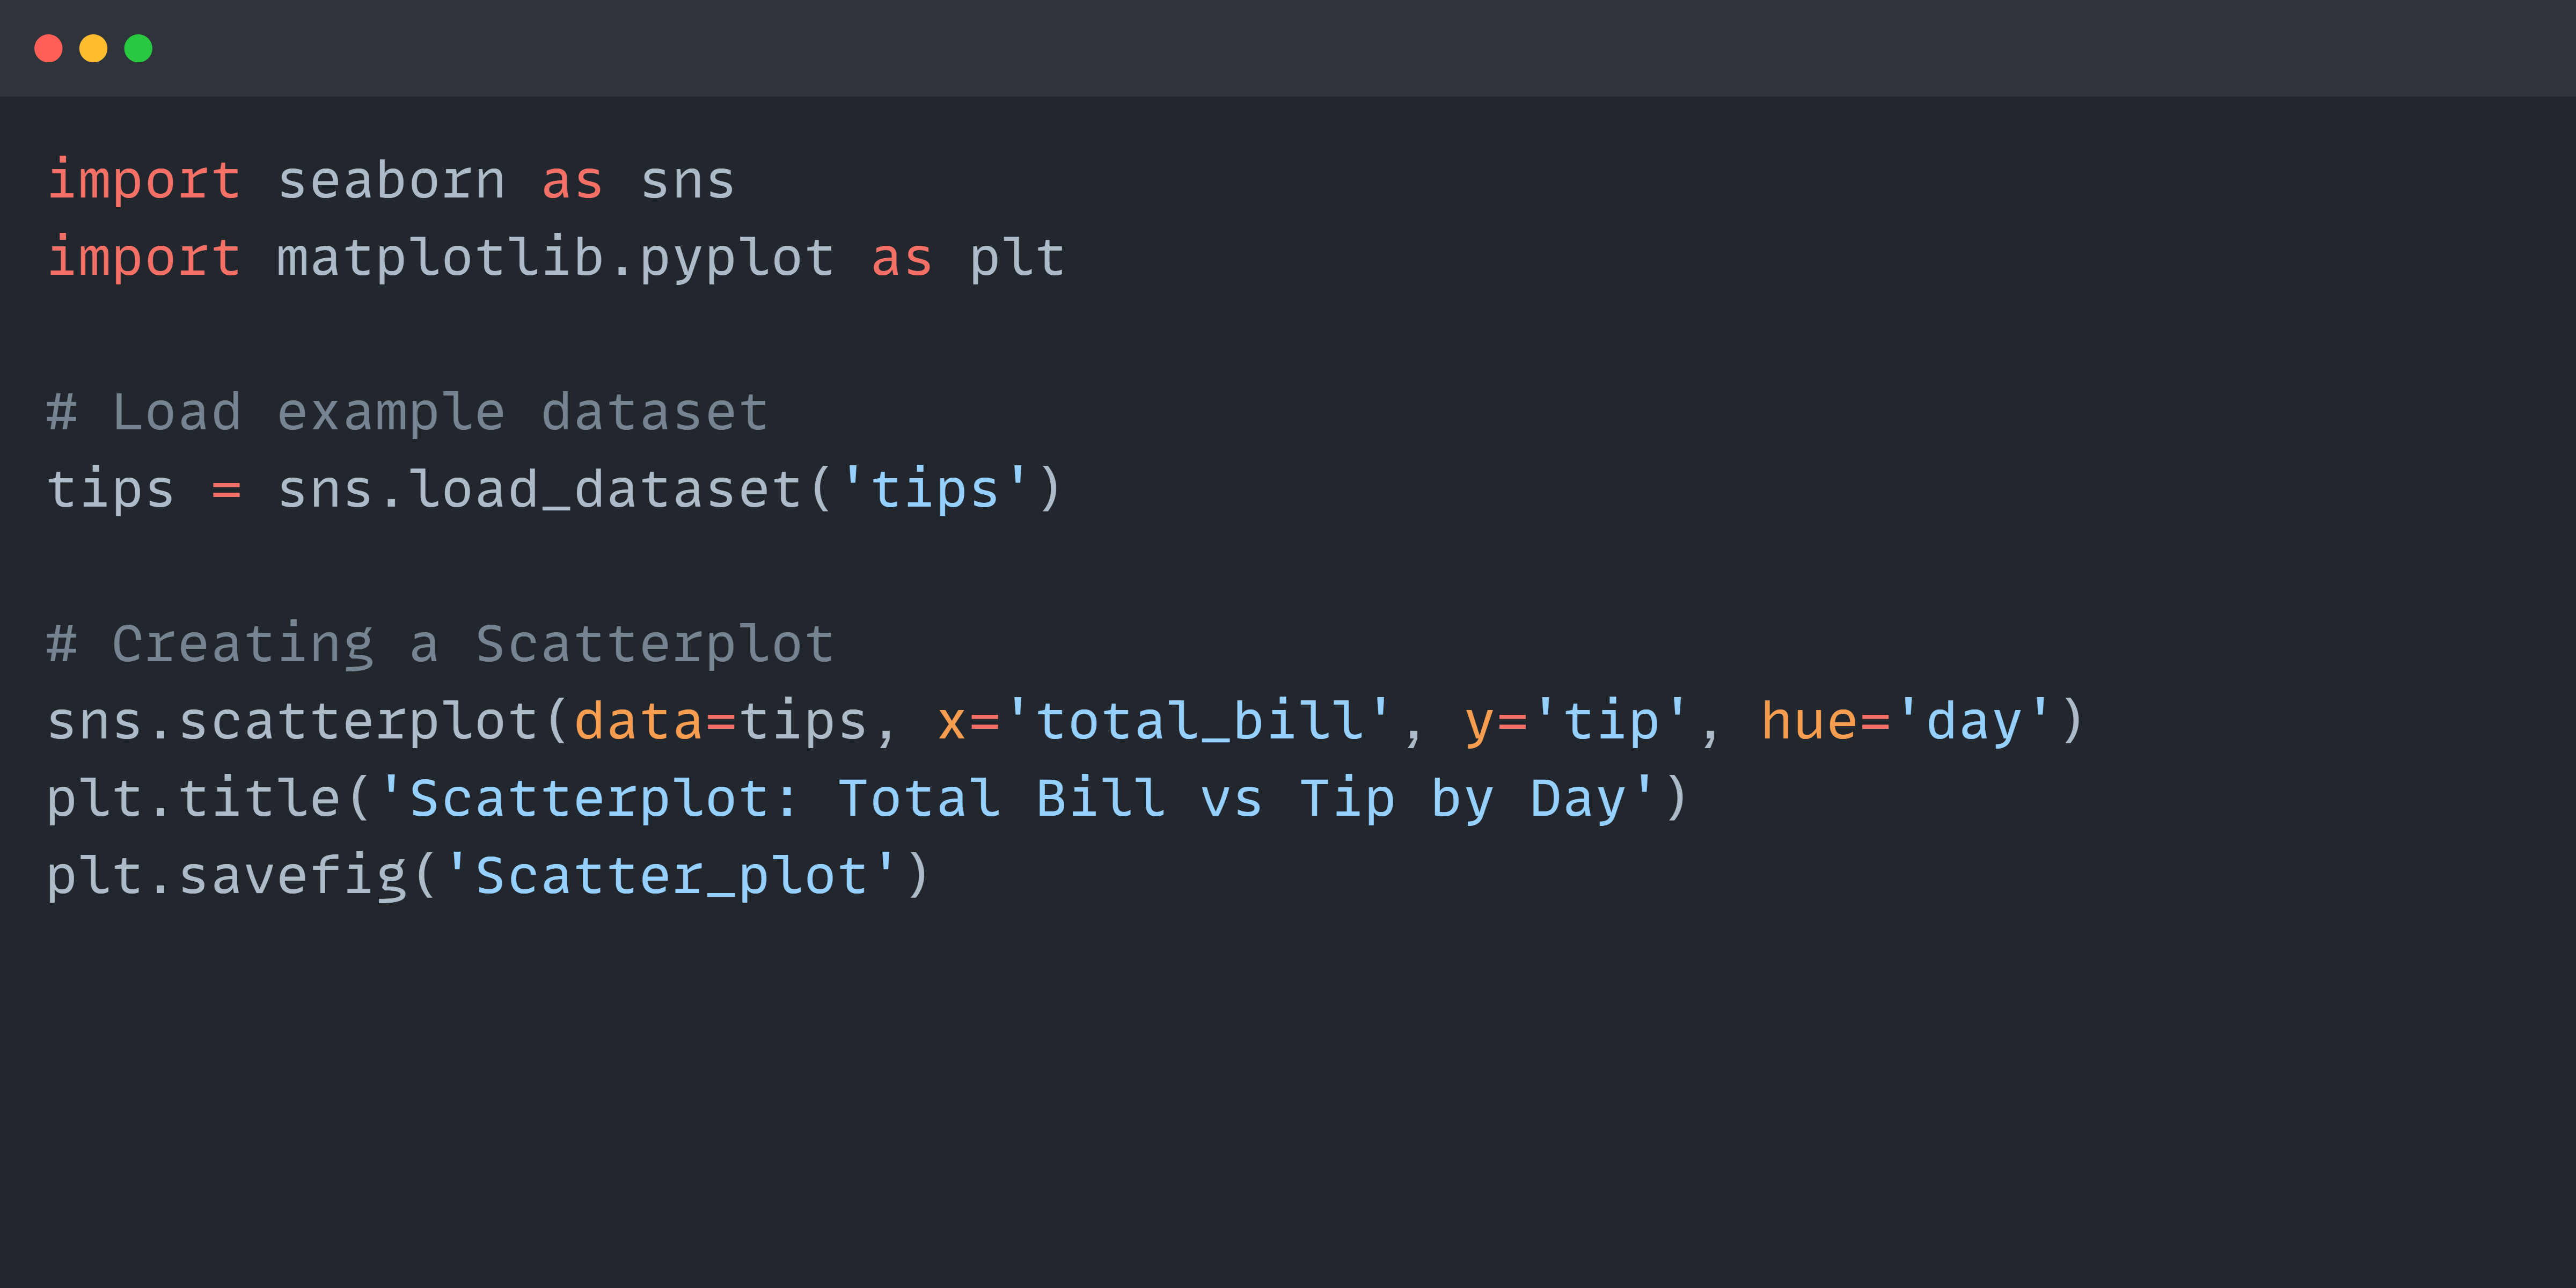 import seaborn as sns
import matplotlib.pyplot as plt

# Load example dataset
tips = sns.load_dataset('tips')

# Creating a Scatterplot
sns.scatterplot(data=tips, x='total_bill', y='tip', hue='day')
plt.title('Scatterplot: Total Bill vs Tip by Day')
plt.savefig('Scatter_plot')